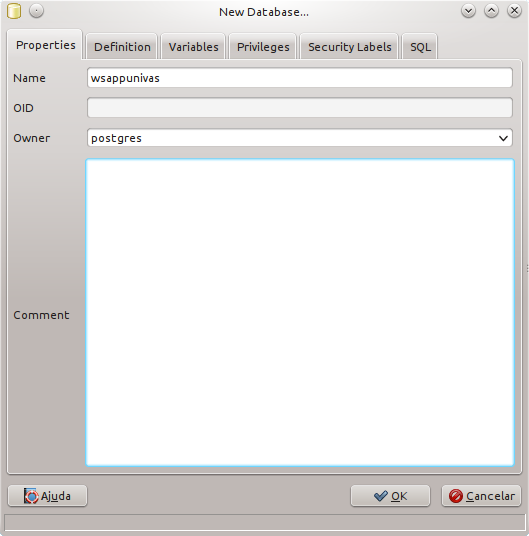 New Database...
Properties Definition Variables Privileges Security Labels SQL
Name wsappunivas
OID
Owner postgres
Comment
Ajuda OK Cancelar